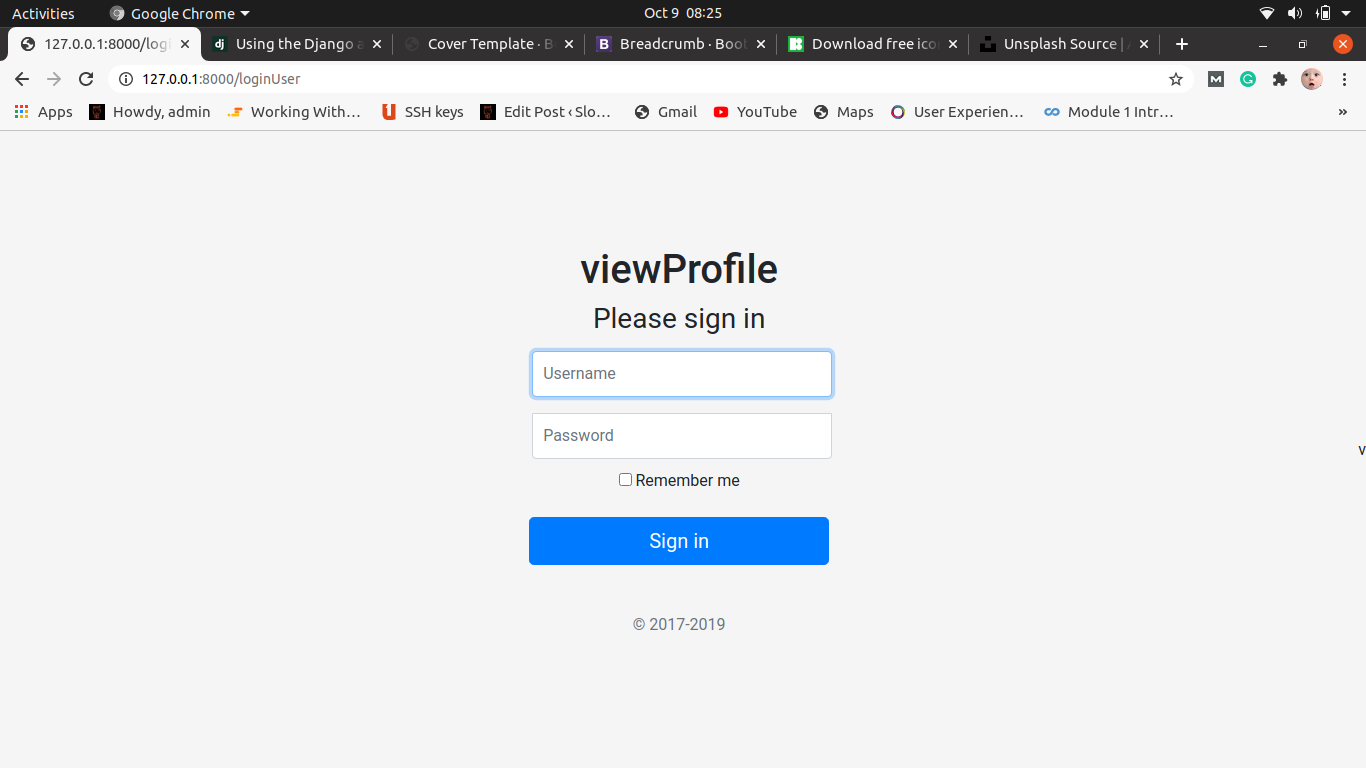 Activities Google Chrome Oct 9 08:25
127.0.0.1:8000/logi Using the Django a Cover Template · B Breadcrumb · Boot Download free ico Unsplash Source |
127.0.0.1:8000/loginUser
Apps Howdy, admin Working With… SSH keys Edit Post ‹ Slo… Gmail YouTube Maps User Experien… Module 1 Intr… »
viewProfile
Please sign in
Username
Password
v
Remember me
Sign in
© 2017-2019